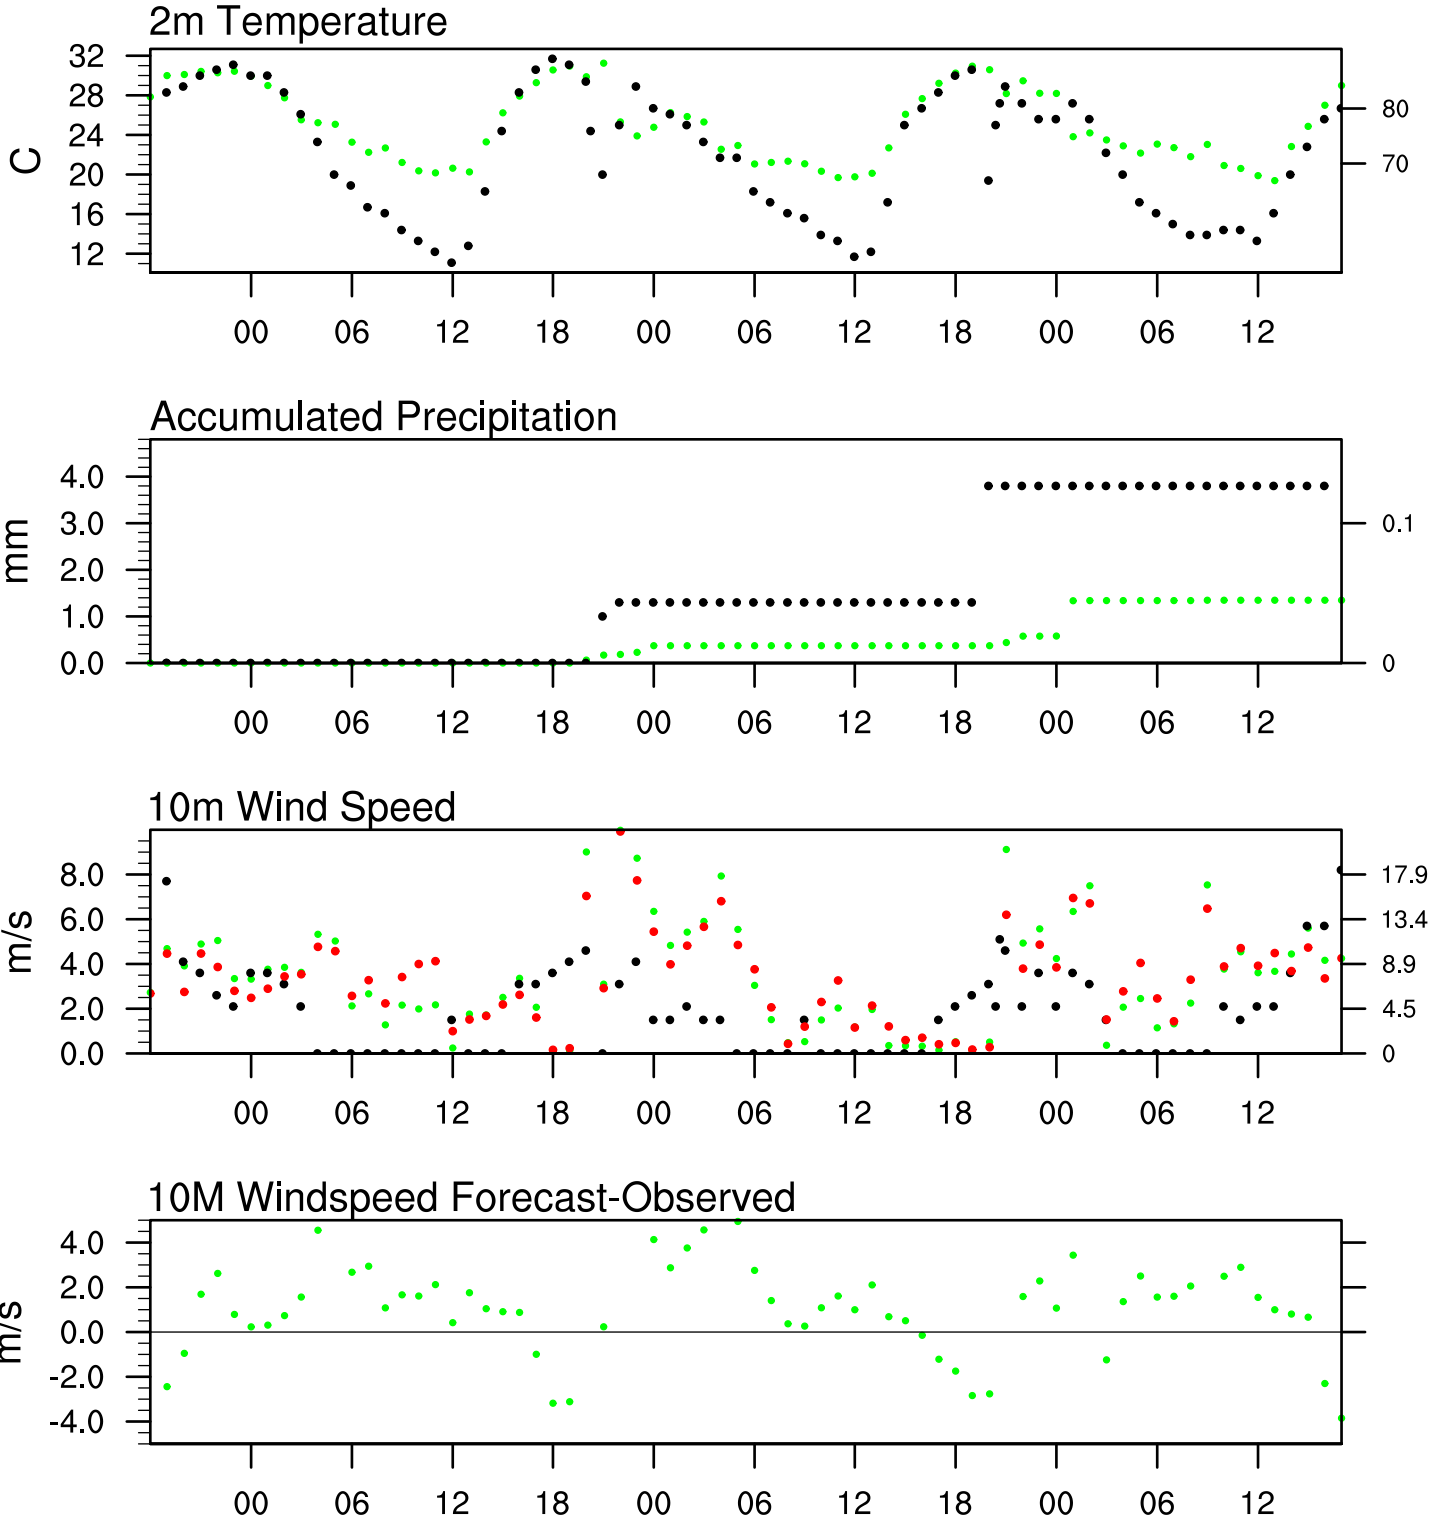 2m Temperature
32
28
24
20
16
12
C
80
70
00 06 12 18 00 06 12 18 00 06 12
Accumulated Precipitation
4.0
3.0
2.0
1.0
0.0
mm
0.1
0
00 06 12 18 00 06 12 18 00 06 12
10m Wind Speed
8.0
6.0
4.0
2.0
0.0
m/s
17.9
13.4
8.9
4.5
0
00 06 12 18 00 06 12 18 00 06 12
10M Windspeed Forecast-Observed
4.0
2.0
0.0
-2.0
-4.0
m/s
00 06 12 18 00 06 12 18 00 06 12